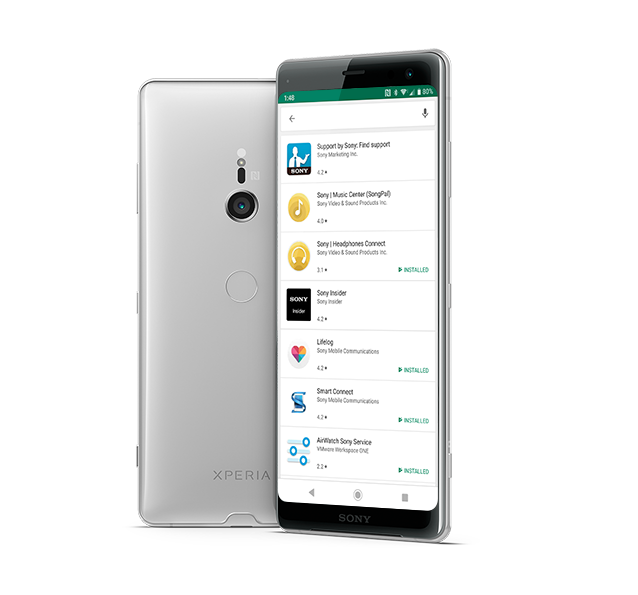 1:48
80%
Support by Sony: Find support
Sony Marketing Inc.
SONY
4.2
Sony | Music Center (SongPal)
Sony Video & Sound Products Inc.
4.0
Sony | Headphones Connect
Sony Video & Sound Products Inc.
3.1
INSTALLED
SONY
Insider
Sony Insider
Sony Insider
4.2
Lifelog
Sony Mobile Communications
4.2
INSTALLED
Smart Connect
Sony Mobile Communications
4.2
INSTALLED
AirWatch Sony Service
VMware Workspace ONE
2.2
INSTALLED
XPERIA
SONY